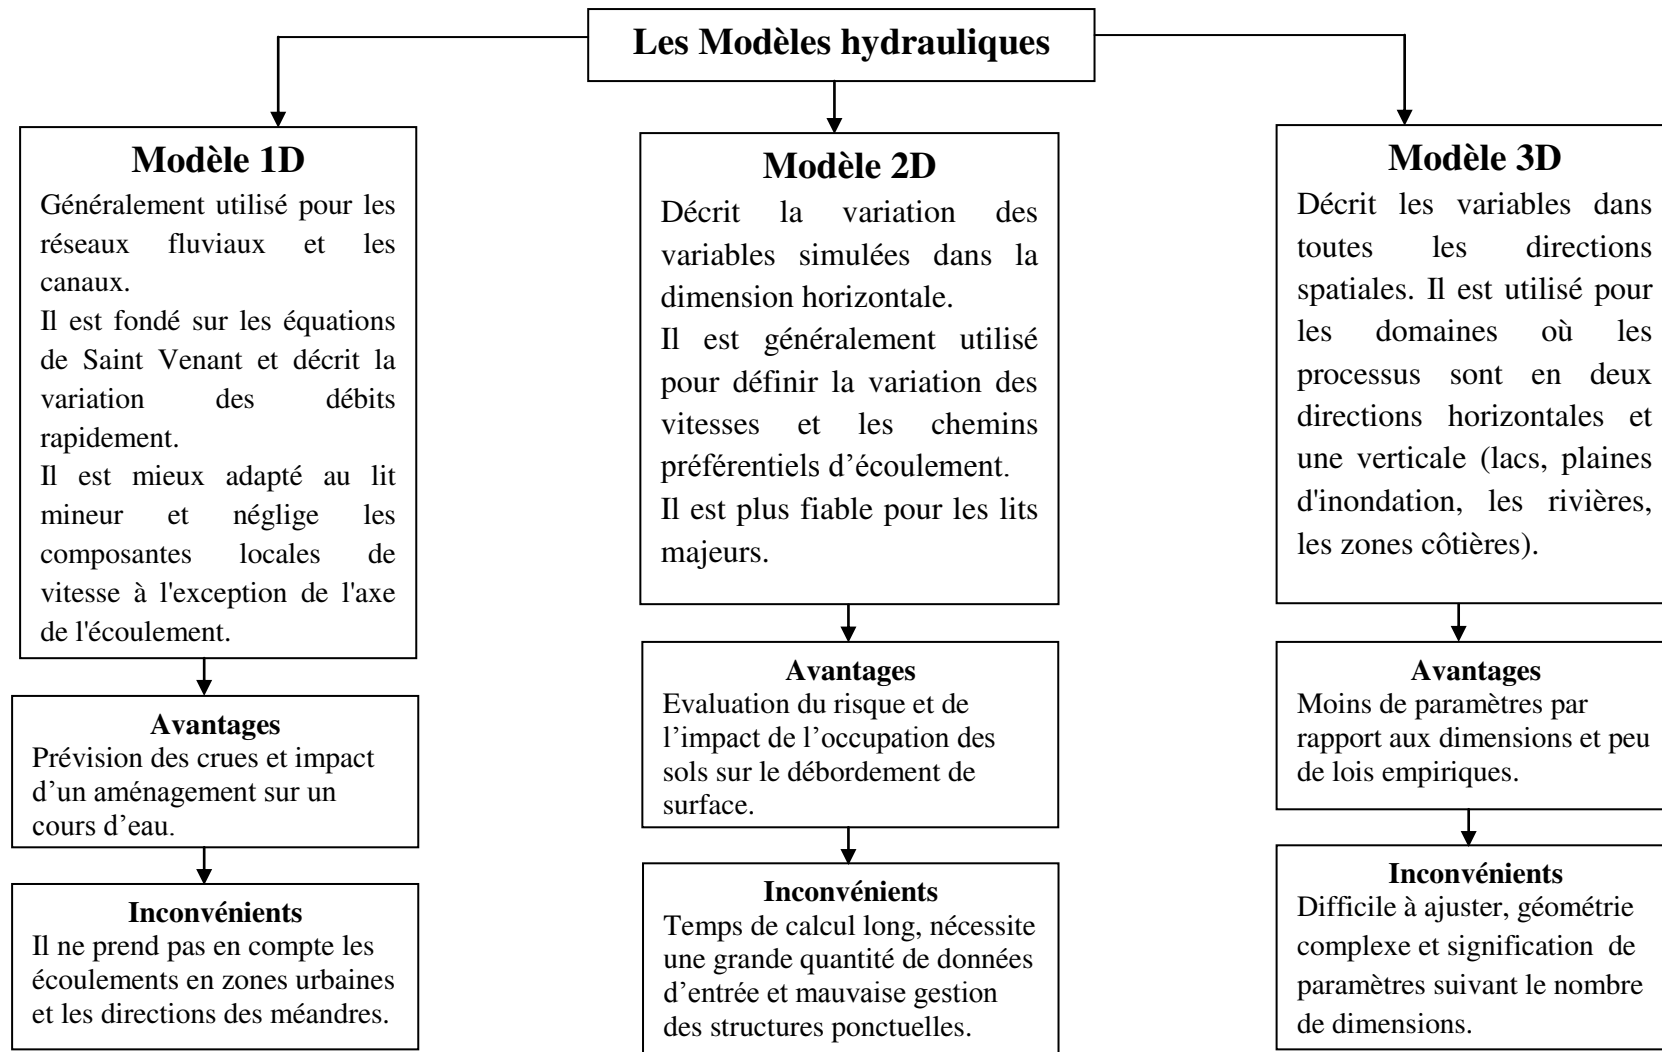 Les Modèles hydrauliques
Modèle 1D
Généralement utilisé pour les
réseaux fluviaux et les
canaux.
Il est fondé sur les équations
de Saint Venant et décrit la
variation des débits
rapidement.
Il est mieux adapté au lit
mineur et néglige les
composantes locales de
vitesse à l'exception de l'axe
de l'écoulement.
Avantages
Prévision des crues et impact
d’un aménagement sur un
cours d’eau.
Inconvénients
Il ne prend pas en compte les
écoulements en zones urbaines
et les directions des méandres.
Modèle 2D
Décrit la variation des
variables simulées dans la
dimension horizontale.
Il est généralement utilisé
pour définir la variation des
vitesses et les chemins
préférentiels d’écoulement.
Il est plus fiable pour les lits
majeurs.
Avantages
Evaluation du risque et de
l’impact de l’occupation des
sols sur le débordement de
surface.
Inconvénients
Temps de calcul long, nécessite
une grande quantité de données
d’entrée et mauvaise gestion
des structures ponctuelles.
Modèle 3D
Décrit les variables dans
toutes les directions
spatiales. Il est utilisé pour
les domaines où les
processus sont en deux
directions horizontales et
une verticale (lacs, plaines
d'inondation, les rivières,
les zones côtières).
Avantages
Moins de paramètres par
rapport aux dimensions et peu
de lois empiriques.
Inconvénients
Difficile à ajuster, géométrie
complexe et signification de
paramètres suivant le nombre
de dimensions.